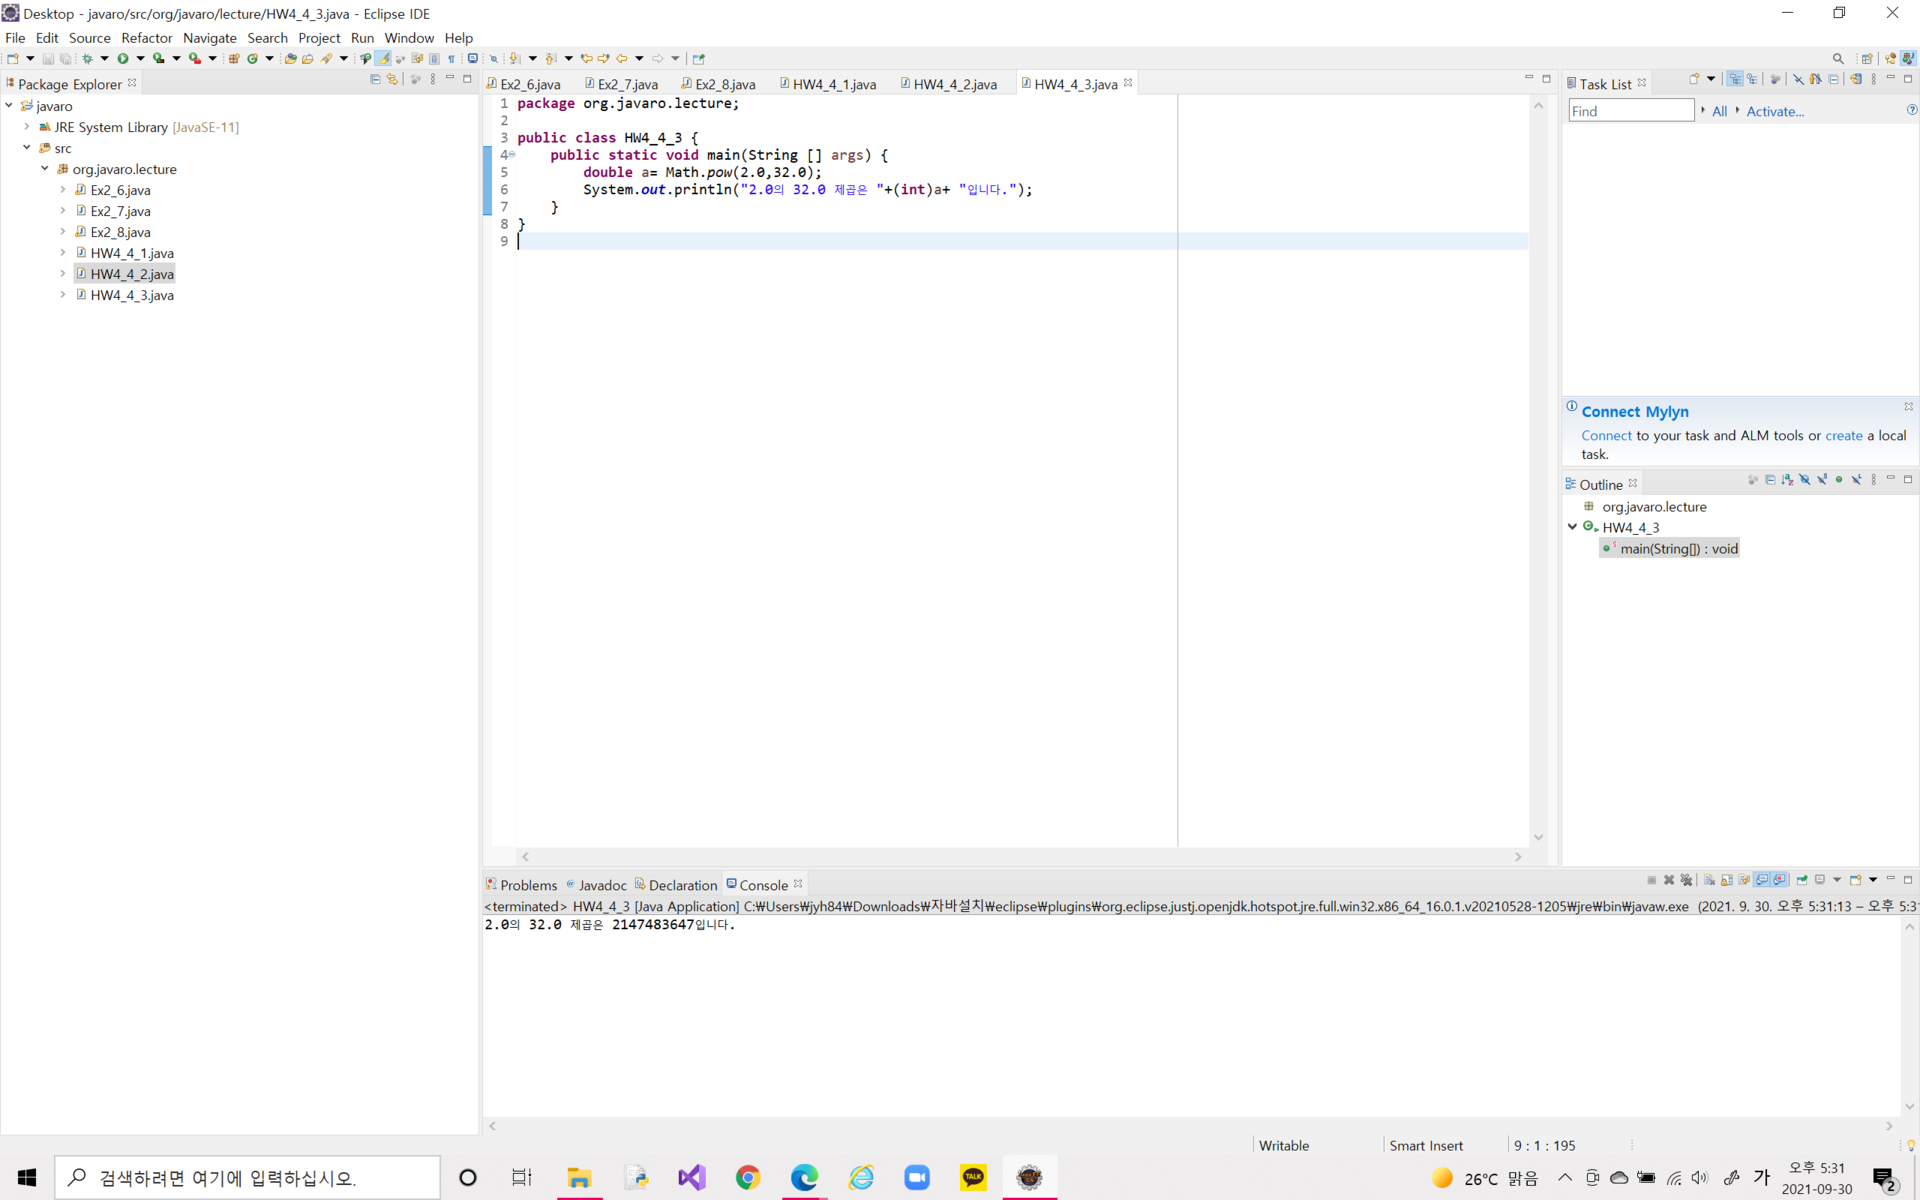 Desktop - javaro/src/org/javaro/lecture/HW4_4_3.java - Eclipse IDE
File Edit Source Refactor Navigate Search Project Run Window Help
Package Explorer
javaro
JRE System Library [JavaSE-11]
src
org.javaro.lecture
Ex2_6.java
Ex2_7.java
Ex2_8.java
HW4_4_1.java
HW4_4_2.java
HW4_4_3.java
Ex2_6.java Ex2_7.java Ex2_8.java HW4_4_1.java HW4_4_2.java HW4_4_3.java
1 package org.javaro.lecture;
2
3 public class HW4_4_3 {
4 public static void main(String [] args) {
5 double a= Math.pow(2.0,32.0);
6 System.out.println("2.0의 32.0 제곱은 "+(int)a+ "입니다.");
7 }
8 }
9
Task List
Find All Activate...
Connect Mylyn
Connect to your task and ALM tools or create a local
task.
Outline
org.javaro.lecture
HW4_4_3
main(String[]) : void
Problems Javadoc Declaration Console
<terminated> HW4_4_3 [Java Application] C:₩Users₩jyh84₩Downloads₩자바설치₩eclipse₩plugins₩org.eclipse.justj.openjdk.hotspot.jre.full.win32.x86_64_16.0.1.v20210528-1205₩jre₩bin₩javaw.exe (2021. 9. 30. 오후 5:31:13 – 오후 5:31
2.0의 32.0 제곱은 2147483647입니다.
Writable Smart Insert 9 : 1 : 195
검색하려면 여기에 입력하십시오.
TALK
26°C 맑음
가
오후 5:31
2021-09-30
2